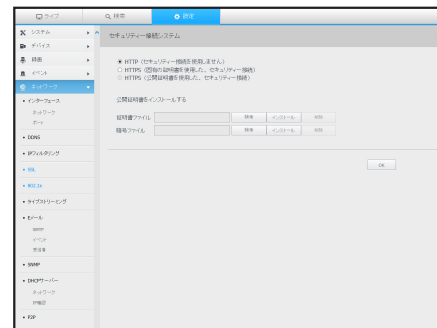 ライブ
検索
設定
システム
デバイス
録画
イベント
ネットワーク
インターフェース
ネットワーク
ポート
DDNS
IPフィルタリング
SSL
802.1x
ライブストリーミング
Eメール
SMTP
イベント
受信者
SNMP
DHCPサーバー
ネットワーク
IP確認
P2P
セキュリティー接続システム
HTTP (セキュリティー接続を使用しません)
HTTPS (固有の証明書を使用した、セキュリティー接続)
HTTPS (公開証明書を使用した、セキュリティー接続)
公開証明書をインストールする
証明書ファイル 検索 インストール 削除
暗号ファイル 検索 インストール 削除
OK